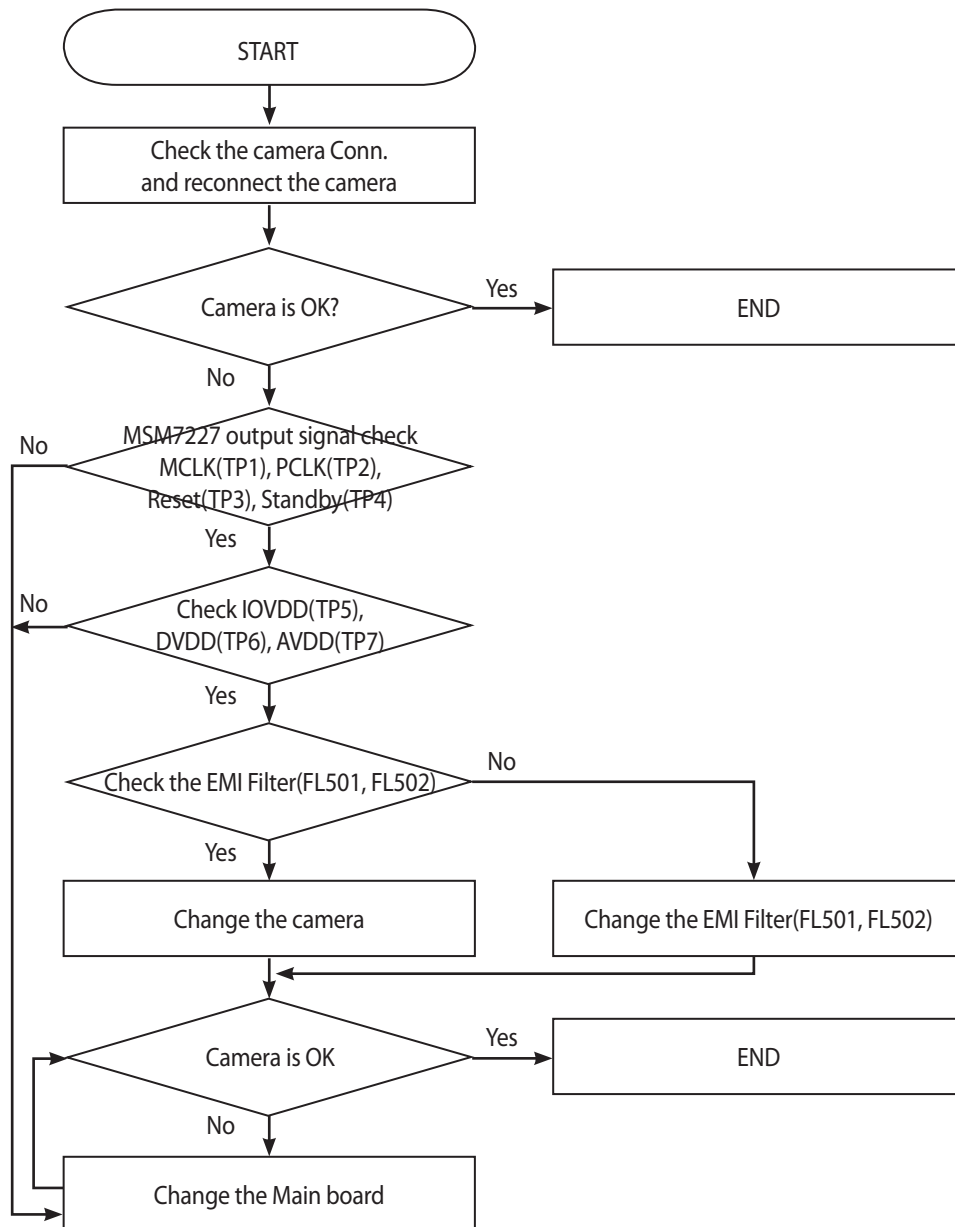 START
Check the camera Conn.
and reconnect the camera
Camera is OK?
Yes
END
No
MSM7227 output signal check
MCLK(TP1), PCLK(TP2),
Reset(TP3), Standby(TP4)
No
Yes
Check IOVDD(TP5),
DVDD(TP6), AVDD(TP7)
No
Yes
Check the EMI Filter(FL501, FL502)
No
Yes
Change the camera
Change the EMI Filter(FL501, FL502)
Camera is OK
Yes
END
No
Change the Main board